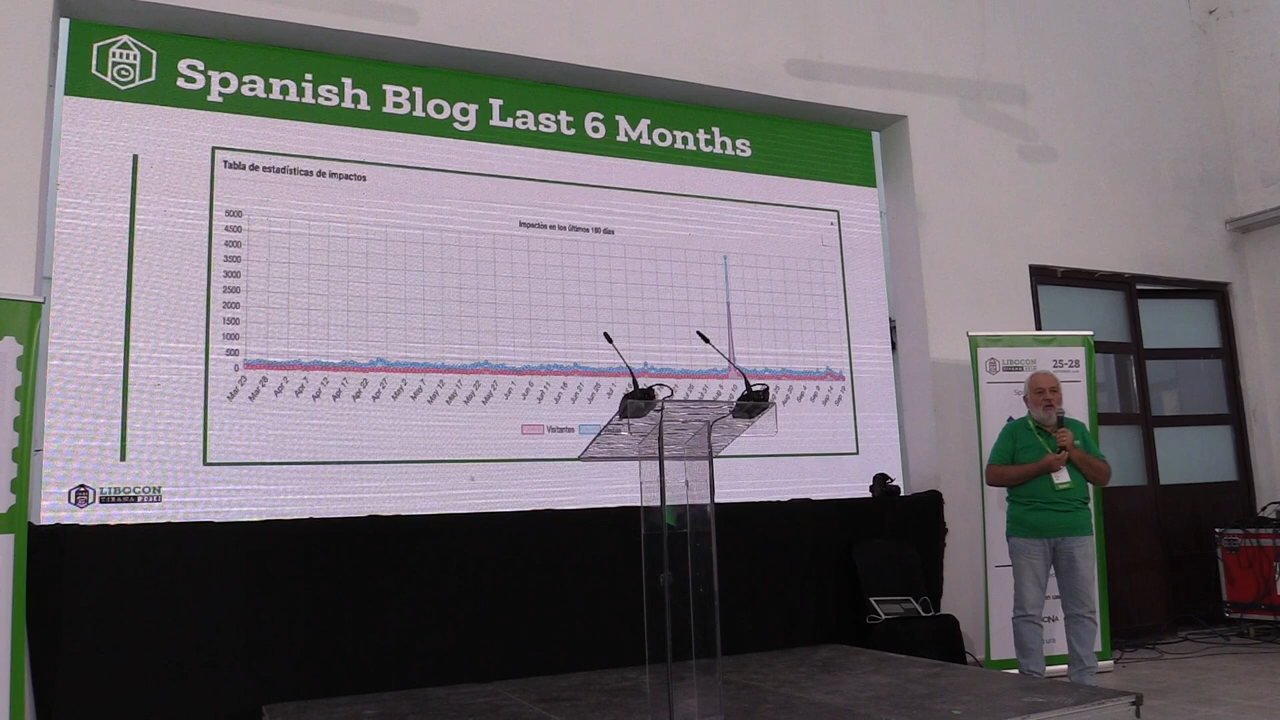 Spanish Blog Last 6 Months
Tabla de estadísticas de impactos
Impactos en los últimos 180 días
5000
4500
4000
3500
3000
2500
2000
1500
1000
500
0
Mar 23
Mar 28
Apr 2
Apr 7
Apr 12
Apr 17
Apr 22
Apr 27
May 2
May 7
May 12
May 17
May 22
May 27
Jun 1
Jun 6
Jun 11
Jun 16
Jun 21
Jun 26
Visitantes
LIBOCON
LIBOCON
25-28